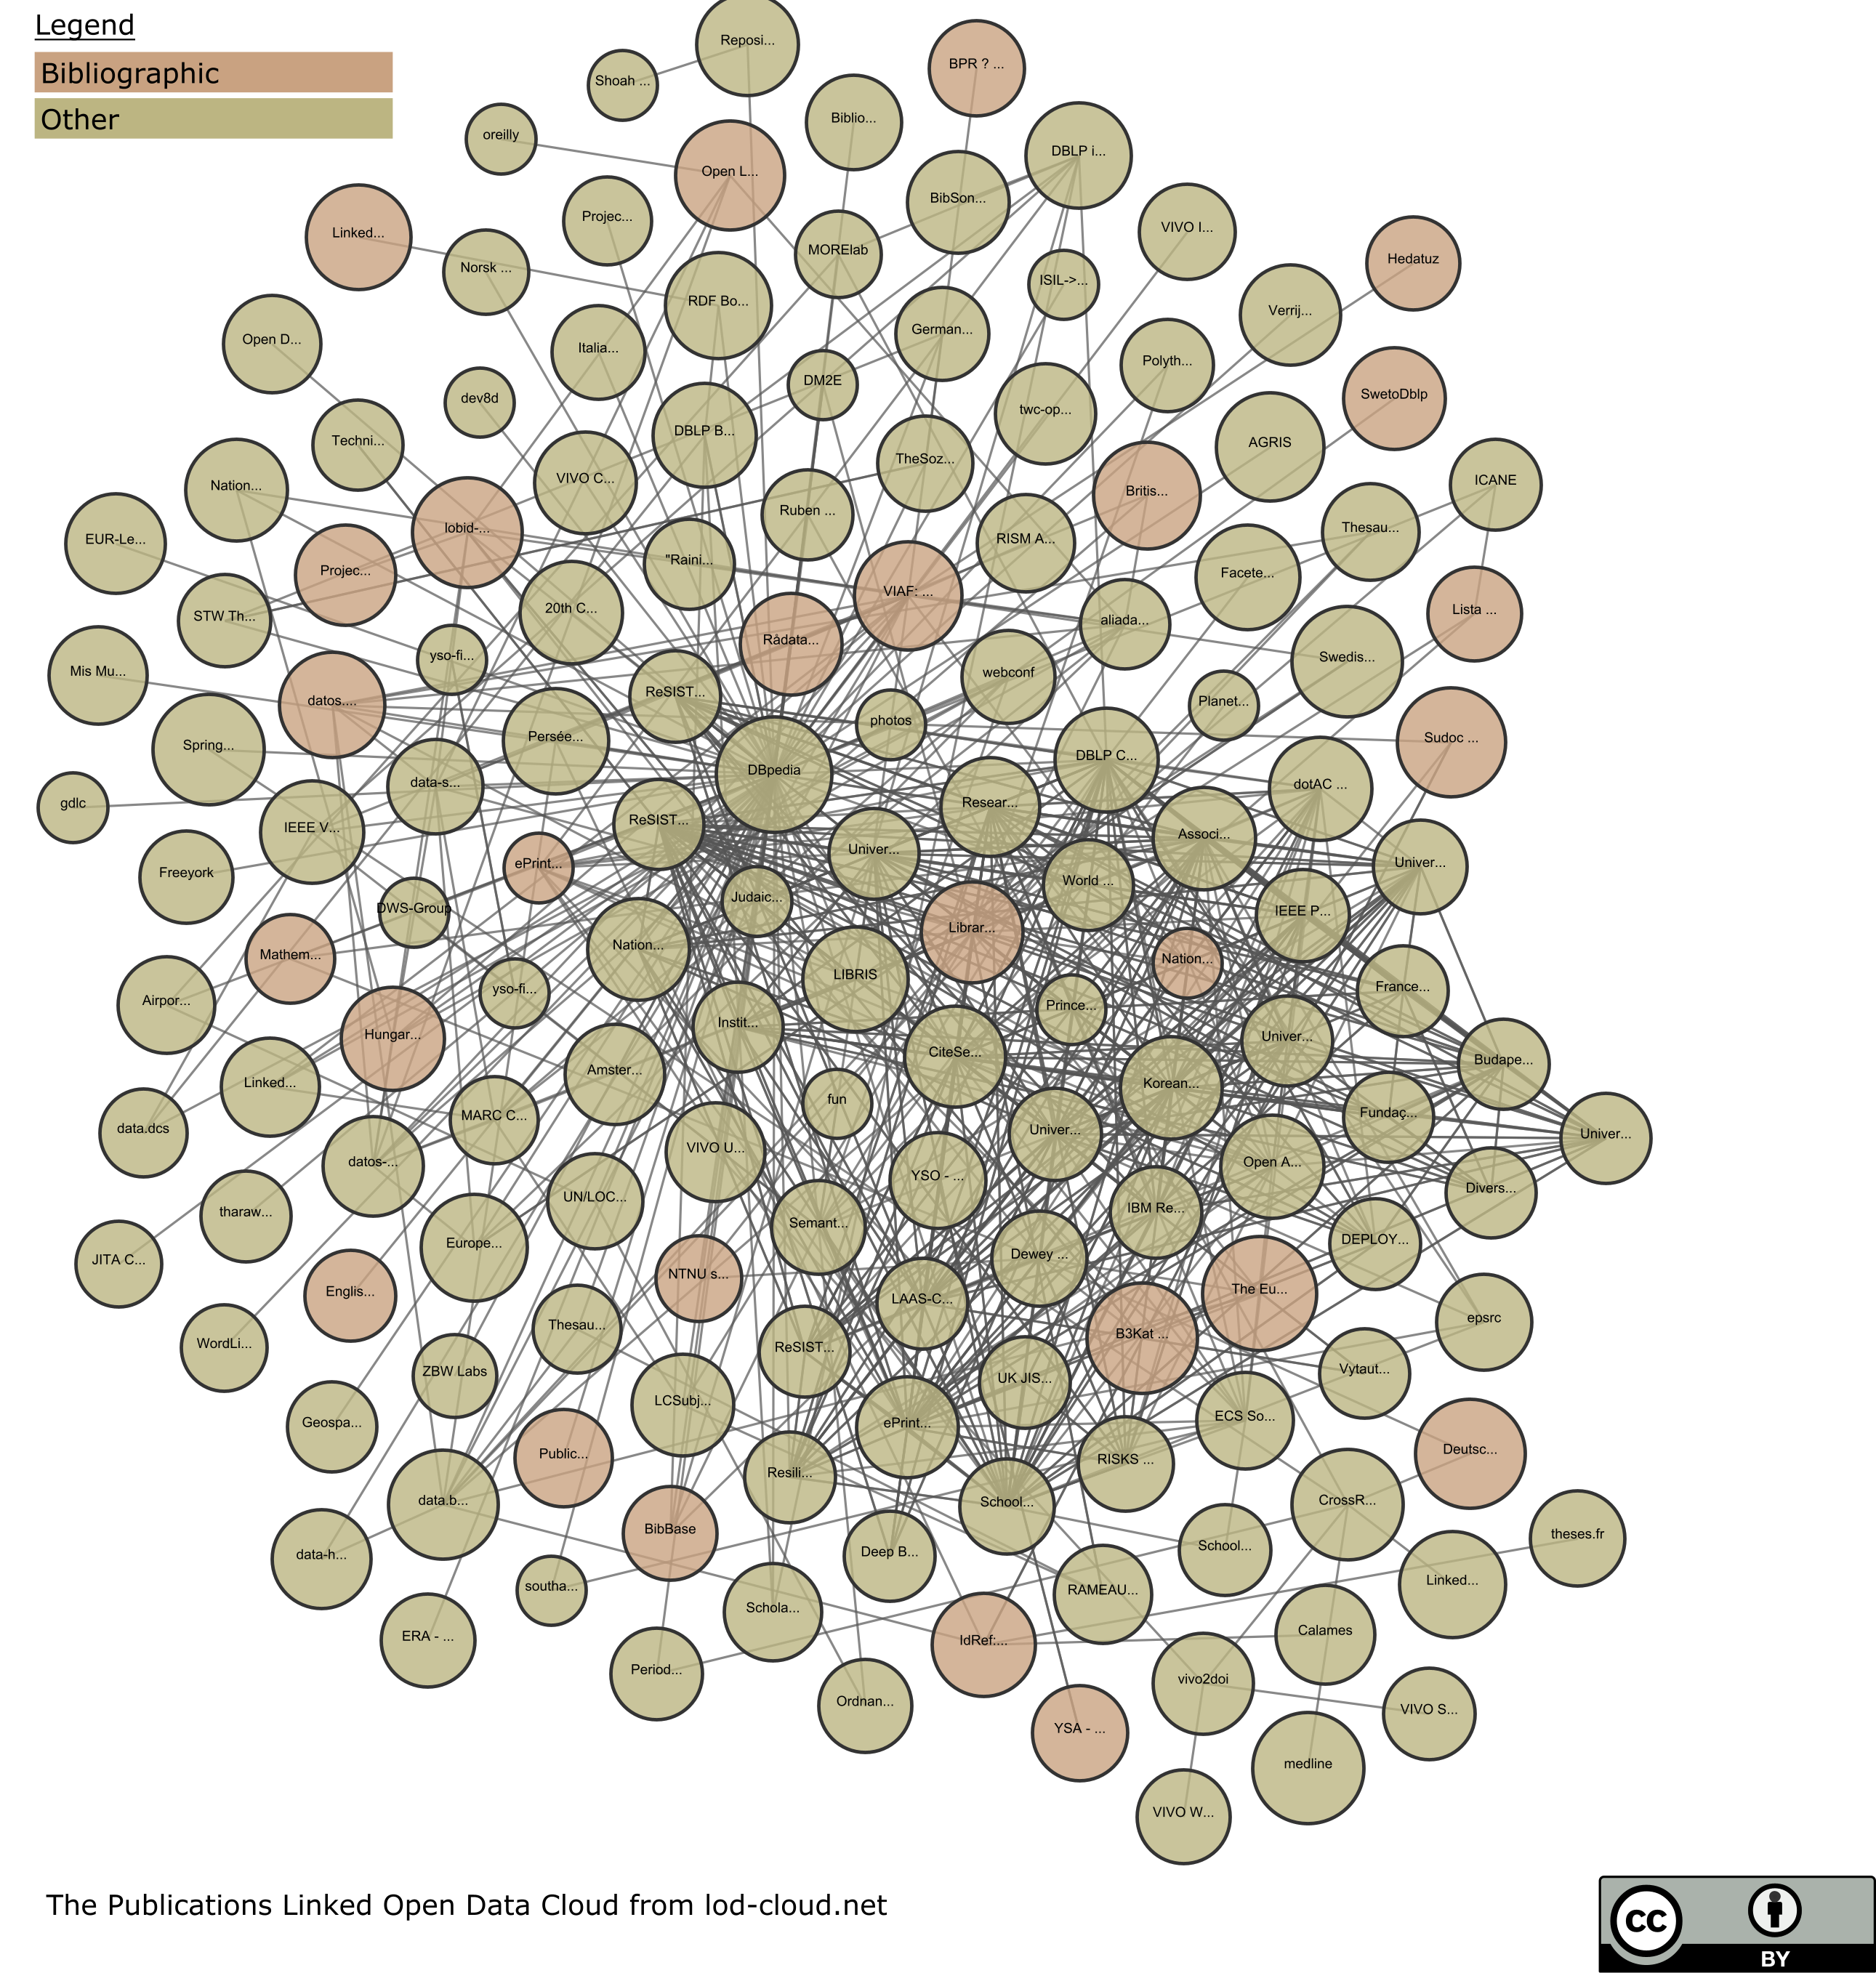 Legend
Bibliographic
Other
Reposi...
Shoah ...
BPR ? ...
Biblio...
oreilly
DBLP i...
Open L...
BibSon...
Projec...
VIVO I...
Linked...
MORElab
Norsk ...
Hedatuz
ISIL->...
RDF Bo...
Verrij...
German...
Open D...
Italia...
Polyth...
DM2E
dev8d
SwetoDblp
twc-op...
DBLP B...
Techni...
AGRIS
TheSoz...
VIVO C...
ICANE
Nation...
Britis...
Ruben ...
lobid-...
Thesau...
EUR-Le...
RISM A...
"Raini...
Projec...
Facete...
VIAF: ...
20th C...
Lista ...
STW Th...
aliada...
Rådata...
yso-fi...
Swedis...
Mis Mu...
webconf
ReSIST...
datos....
Planet...
photos
Persée...
Sudoc ...
Spring...
DBLP C...
DBpedia
data-s...
dotAC ...
gdlc
Resear...
ReSIST...
IEEE V...
Associ...
Univer...
Univer...
ePrint...
Freeyork
World ...
Judaic...
DWS-Group
IEEE P...
Librar...
Nation...
Mathem...
Nation...
LIBRIS
yso-fi...
France...
Airpor...
Prince...
Instit...
Hungar...
Univer...
CiteSe...
Budape...
Amster...
Linked...
Korean...
fun
MARC C...
Fundaç...
data.dcs
Univer...
Univer...
VIVO U...
datos-...
Open A...
YSO - ...
Divers...
UN/LOC...
IBM Re...
tharaw...
Semant...
DEPLOY...
Europe...
Dewey ...
JITA C...
NTNU s...
Englis...
The Eu...
LAAS-C...
epsrc
Thesau...
B3Kat ...
WordLi...
ReSIST...
ZBW Labs
Vytaut...
UK JIS...
LCSubj...
Geospa...
ePrint...
ECS So...
Public...
Deutsc...
RISKS ...
Resili...
data.b...
CrossR...
School...
BibBase
theses.fr
School...
Deep B...
data-h...
southa...
Linked...
RAMEAU...
Schola...
Calames
ERA - ...
IdRef:...
Period...
vivo2doi
Ordnan...
VIVO S...
YSA - ...
medline
VIVO W...
The Publications Linked Open Data Cloud from lod-cloud.net
cc
BY